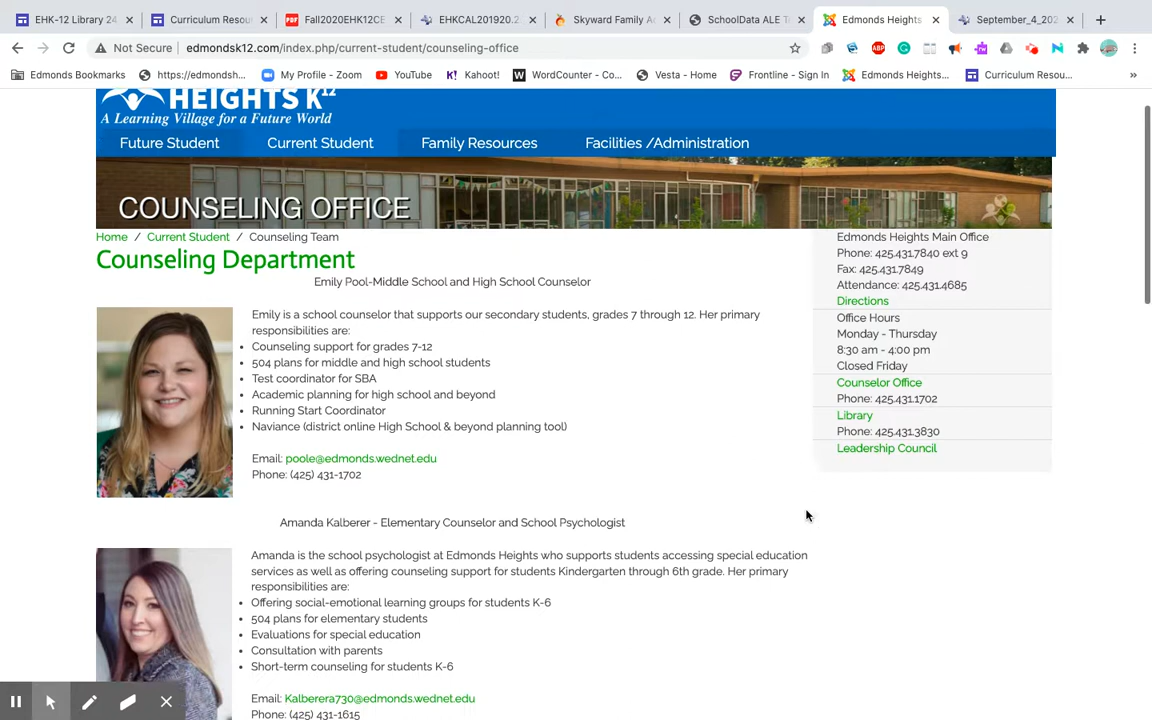 EHK-12 Library 24
Curriculum Resou
Fall2020EHK12CE
EHKCAL201920.2
Skyward Family A
SchoolData ALE T
Edmonds Heights
September_4_202
Not Secure
edmondsk12.com/index.php/current-student/counseling-office
Edmonds Bookmarks
https://edmondsh...
My Profile - Zoom
YouTube
Kahoot!
WordCounter - Co...
Vesta - Home
Frontline - Sign In
Edmonds Heights...
Curriculum Resou...
HEIGHTS K12
A Learning Village for a Future World
Future Student
Current Student
Family Resources
Facilities /Administration
COUNSELING OFFICE
Home / Current Student / Counseling Team
Counseling Department
Emily Pool-Middle School and High School Counselor
Emily is a school counselor that supports our secondary students, grades 7 through 12. Her primary
responsibilities are:
Counseling support for grades 7-12
504 plans for middle and high school students
Test coordinator for SBA
Academic planning for high school and beyond
Running Start Coordinator
Naviance (district online High School & beyond planning tool)
Email: poole@edmonds.wednet.edu
Phone: (425) 431-1702
Amanda Kalberer - Elementary Counselor and School Psychologist
Amanda is the school psychologist at Edmonds Heights who supports students accessing special education
services as well as offering counseling support for students Kindergarten through 6th grade. Her primary
responsibilities are:
Offering social-emotional learning groups for students K-6
504 plans for elementary students
Evaluations for special education
Consultation with parents
Short-term counseling for students K-6
Email: Kalberera730@edmonds.wednet.edu
Phone: (425) 431-1615
Edmonds Heights Main Office
Phone: 425.431.7840 ext 9
Fax: 425.431.7849
Attendance: 425.431.4685
Directions
Office Hours
Monday - Thursday
8:30 am - 4:00 pm
Closed Friday
Counselor Office
Phone: 425.431.1702
Library
Phone: 425.431.3830
Leadership Council